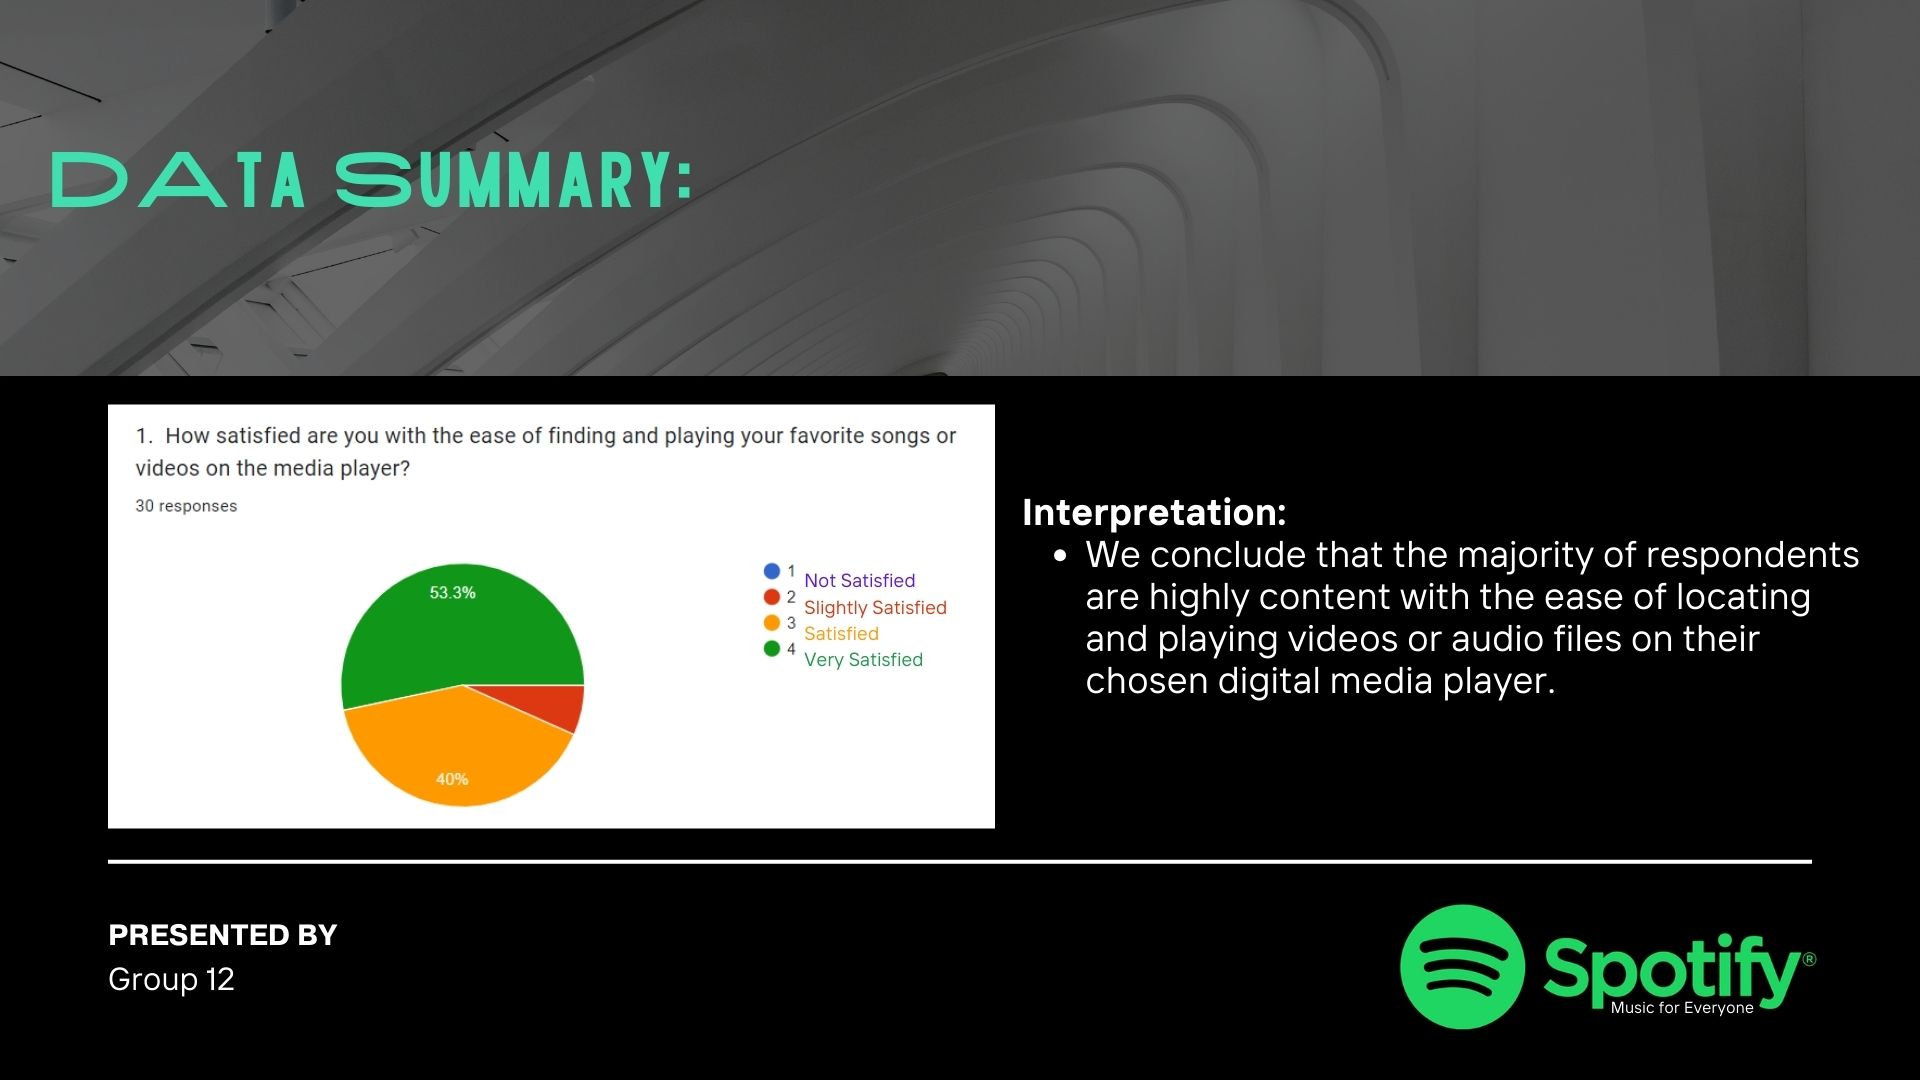 DATA SUMMARY:
1. How satisfied are you with the ease of finding and playing your favorite songs or
videos on the media player?
30 responses
53.3%
40%
1 Not Satisfied
2 Slightly Satisfied
3 Satisfied
4 Very Satisfied
Interpretation:
• We conclude that the majority of respondents
are highly content with the ease of locating
and playing videos or audio files on their
chosen digital media player.
PRESENTED BY
Group 12
Spotify®
Music for Everyone